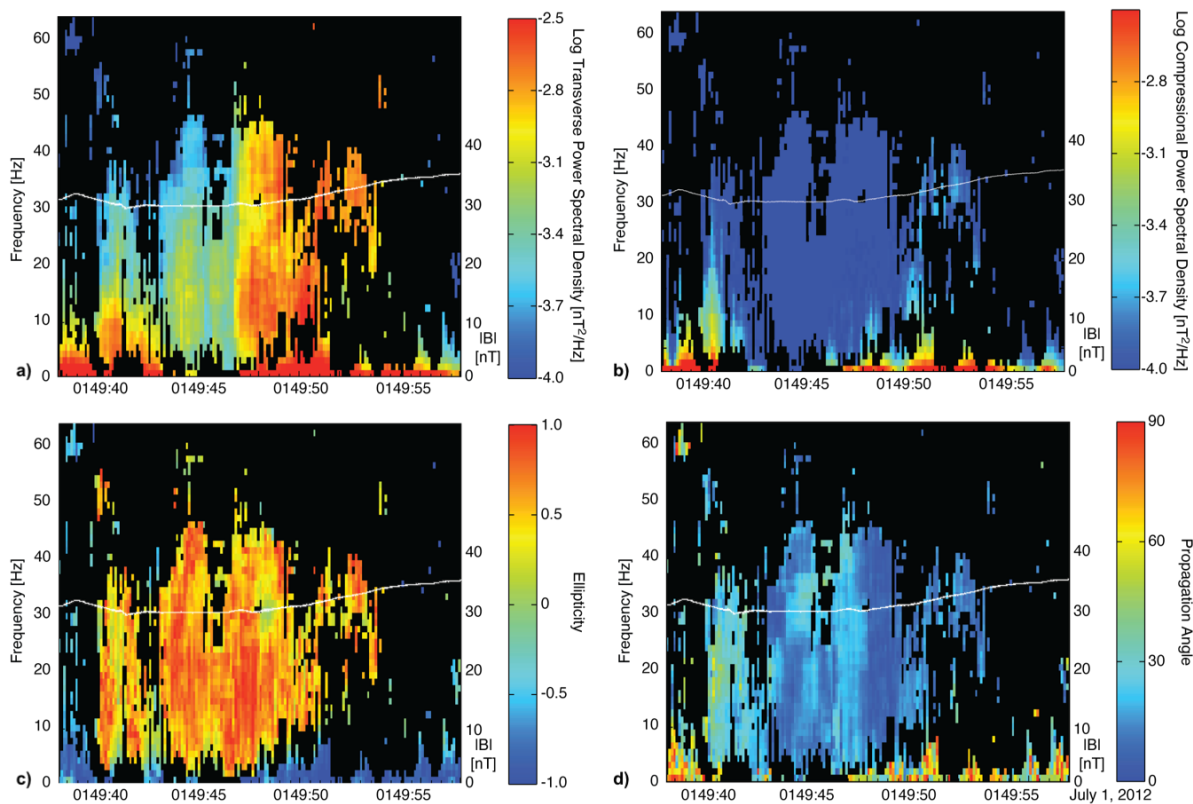 60
50
40
30
20
10
0
Frequency [Hz]
a)
0149:40 0149:45 0149:50 0149:55
40
30
20
10
|B|
[nT]
0
-2.5
-2.8
-3.1
-3.4
-3.7
-4.0
Log Transverse Power Spectral Density [nT²/Hz]
60
50
40
30
20
10
0
Frequency [Hz]
b)
0149:40 0149:45 0149:50 0149:55
40
30
20
10
|B|
[nT]
0
-2.8
-3.1
-3.4
-3.7
-4.0
Log Compressional Power Spectral Density [nT²/Hz]
60
50
40
30
20
10
0
Frequency [Hz]
c)
0149:40 0149:45 0149:50 0149:55
40
30
20
10
|B|
[nT]
0
1.0
0.5
0
-0.5
-1.0
Ellipticity
60
50
40
30
20
10
0
Frequency [Hz]
d)
0149:40 0149:45 0149:50 0149:55
40
30
20
10
|B|
[nT]
0
90
60
30
0
Propagation Angle
July 1, 2012